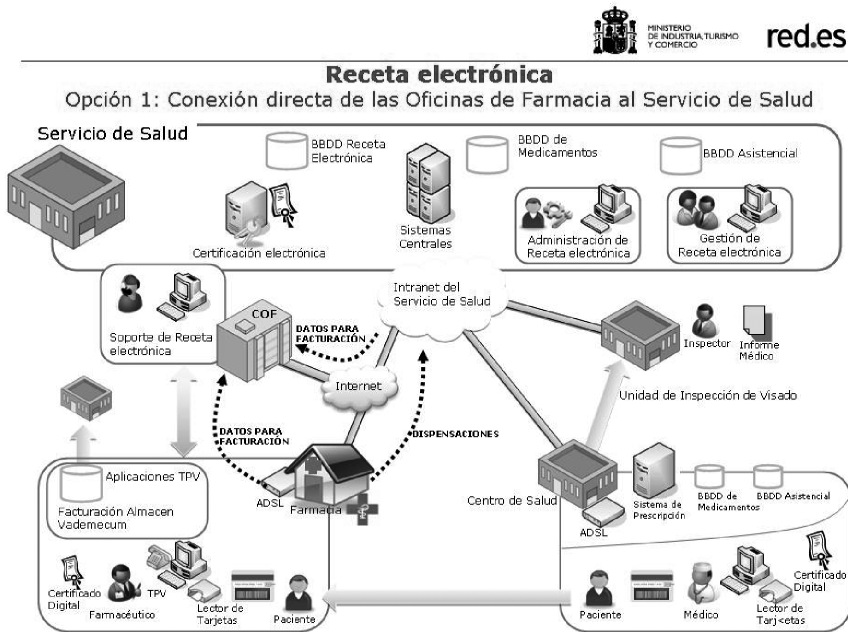 MINISTERIO
DE INDUSTRIA, TURISMO
Y COMERCIO
red.es
Receta electrónica
Opción 1: Conexión directa de las Oficinas de Farmacia al Servicio de Salud
Servicio de Salud
BBDD Receta
Electrónica
BBDD de
Medicamentos
BBDD Asistencial
Certificación electrónica
Sistemas
Centrales
Administración de
Receta electrónica
Gestión de
Receta electrónica
Soporte de Receta
electrónica
COF
DATOS PARA
FACTURACIÓN
Intranet del
Servicio de Salud
Inspector
Informe
Médico
Internet
Unidad de Inspección de Visado
DATOS PARA
FACTURACIÓN
DISPENSACIONES
Aplicaciones TPV
Facturación Almacen
Vademecum
ADSL
Farmacia
Centro de Salud
ADSL
Sistema de
Prescripción
BBDD de
Medicamentos
BBDD Asistencial
Certificado
Digital
Farmacéutico
TPV
Lector de
Tarjetas
Paciente
Paciente
Médico
Lector de
Tarj<etas
Certificado
Digital